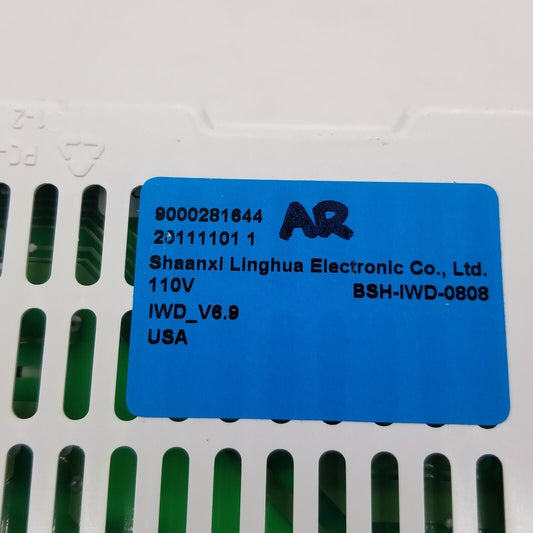 9000281644 AR
20111101 1
Shaanxi Linghua Electronic Co., Ltd.
110V BSH-IWD-0808
IWD_V6.9
USA